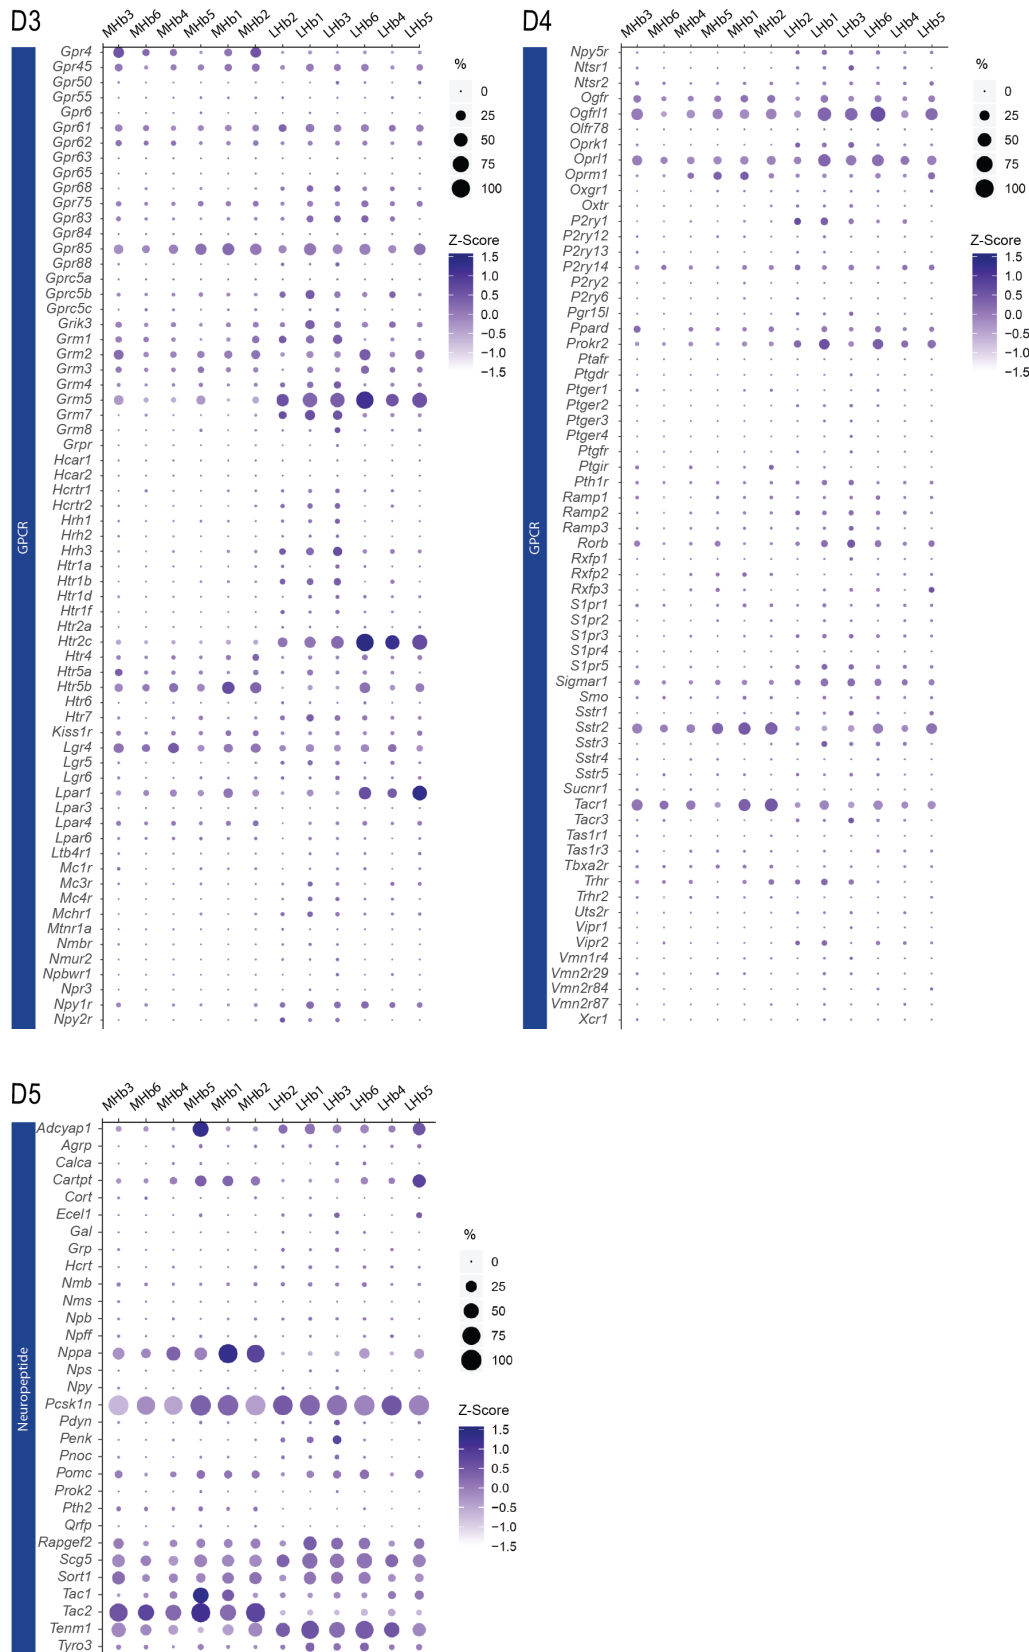 D3
MHb3 MHb6 MHb4 MHb5 MHb1 MHb2 LHb2 LHb1 LHb3 LHb6 LHb4 LHb5
GPCR
Gpr4
Gpr45
Gpr50
Gpr55
Gpr6
Gpr61
Gpr62
Gpr63
Gpr65
Gpr68
Gpr75
Gpr83
Gpr84
Gpr85
Gpr88
Gprc5a
Gprc5b
Gprc5c
Grik3
Grm1
Grm2
Grm3
Grm4
Grm5
Grm7
Grm8
Grpr
Hcar1
Hcar2
Hcrtr1
Hcrtr2
Hrh1
Hrh2
Hrh3
Htr1a
Htr1b
Htr1d
Htr1f
Htr2a
Htr2c
Htr4
Htr5a
Htr5b
Htr6
Htr7
Kiss1r
Lgr4
Lgr5
Lgr6
Lpar1
Lpar3
Lpar4
Lpar6
Ltb4r1
Mc1r
Mc3r
Mc4r
Mchr1
Mtnr1a
Nmbr
Nmur2
Npbwr1
Npr3
Npy1r
Npy2r
%
0
25
50
75
100
Z-Score
1.5
1.0
0.5
0.0
−0.5
−1.0
−1.5
D4
MHb3 MHb6 MHb4 MHb5 MHb1 MHb2 LHb2 LHb1 LHb3 LHb6 LHb4 LHb5
GPCR
Npy5r
Ntsr1
Ntsr2
Ogfr
Ogfrl1
Olfr78
Oprk1
Oprl1
Oprm1
Oxgr1
Oxtr
P2ry1
P2ry12
P2ry13
P2ry14
P2ry2
P2ry6
Pgr15l
Ppard
Prokr2
Ptafr
Ptgdr
Ptger1
Ptger2
Ptger3
Ptger4
Ptgfr
Ptgir
Pth1r
Ramp1
Ramp2
Ramp3
Rorb
Rxfp1
Rxfp2
Rxfp3
S1pr1
S1pr2
S1pr3
S1pr4
S1pr5
Sigmar1
Smo
Sstr1
Sstr2
Sstr3
Sstr4
Sstr5
Sucnr1
Tacr1
Tacr3
Tas1r1
Tas1r3
Tbxa2r
Trhr
Trhr2
Uts2r
Vipr1
Vipr2
Vmn1r4
Vmn2r29
Vmn2r84
Vmn2r87
Xcr1
%
0
25
50
75
100
Z-Score
1.5
1.0
0.5
0.0
−0.5
−1.0
−1.5
D5
MHb3 MHb6 MHb4 MHb5 MHb1 MHb2 LHb2 LHb1 LHb3 LHb6 LHb4 LHb5
Neuropeptide
Adcyap1
Agrp
Calca
Cartpt
Cort
Ecel1
Gal
Grp
Hcrt
Nmb
Nms
Npb
Npff
Nppa
Nps
Npy
Pcsk1n
Pdyn
Penk
Pnoc
Pomc
Prok2
Pth2
Qrfp
Rapgef2
Scg5
Sort1
Tac1
Tac2
Tenm1
Tyro3
%
0
25
50
75
100
Z-Score
1.5
1.0
0.5
0.0
−0.5
−1.0
−1.5